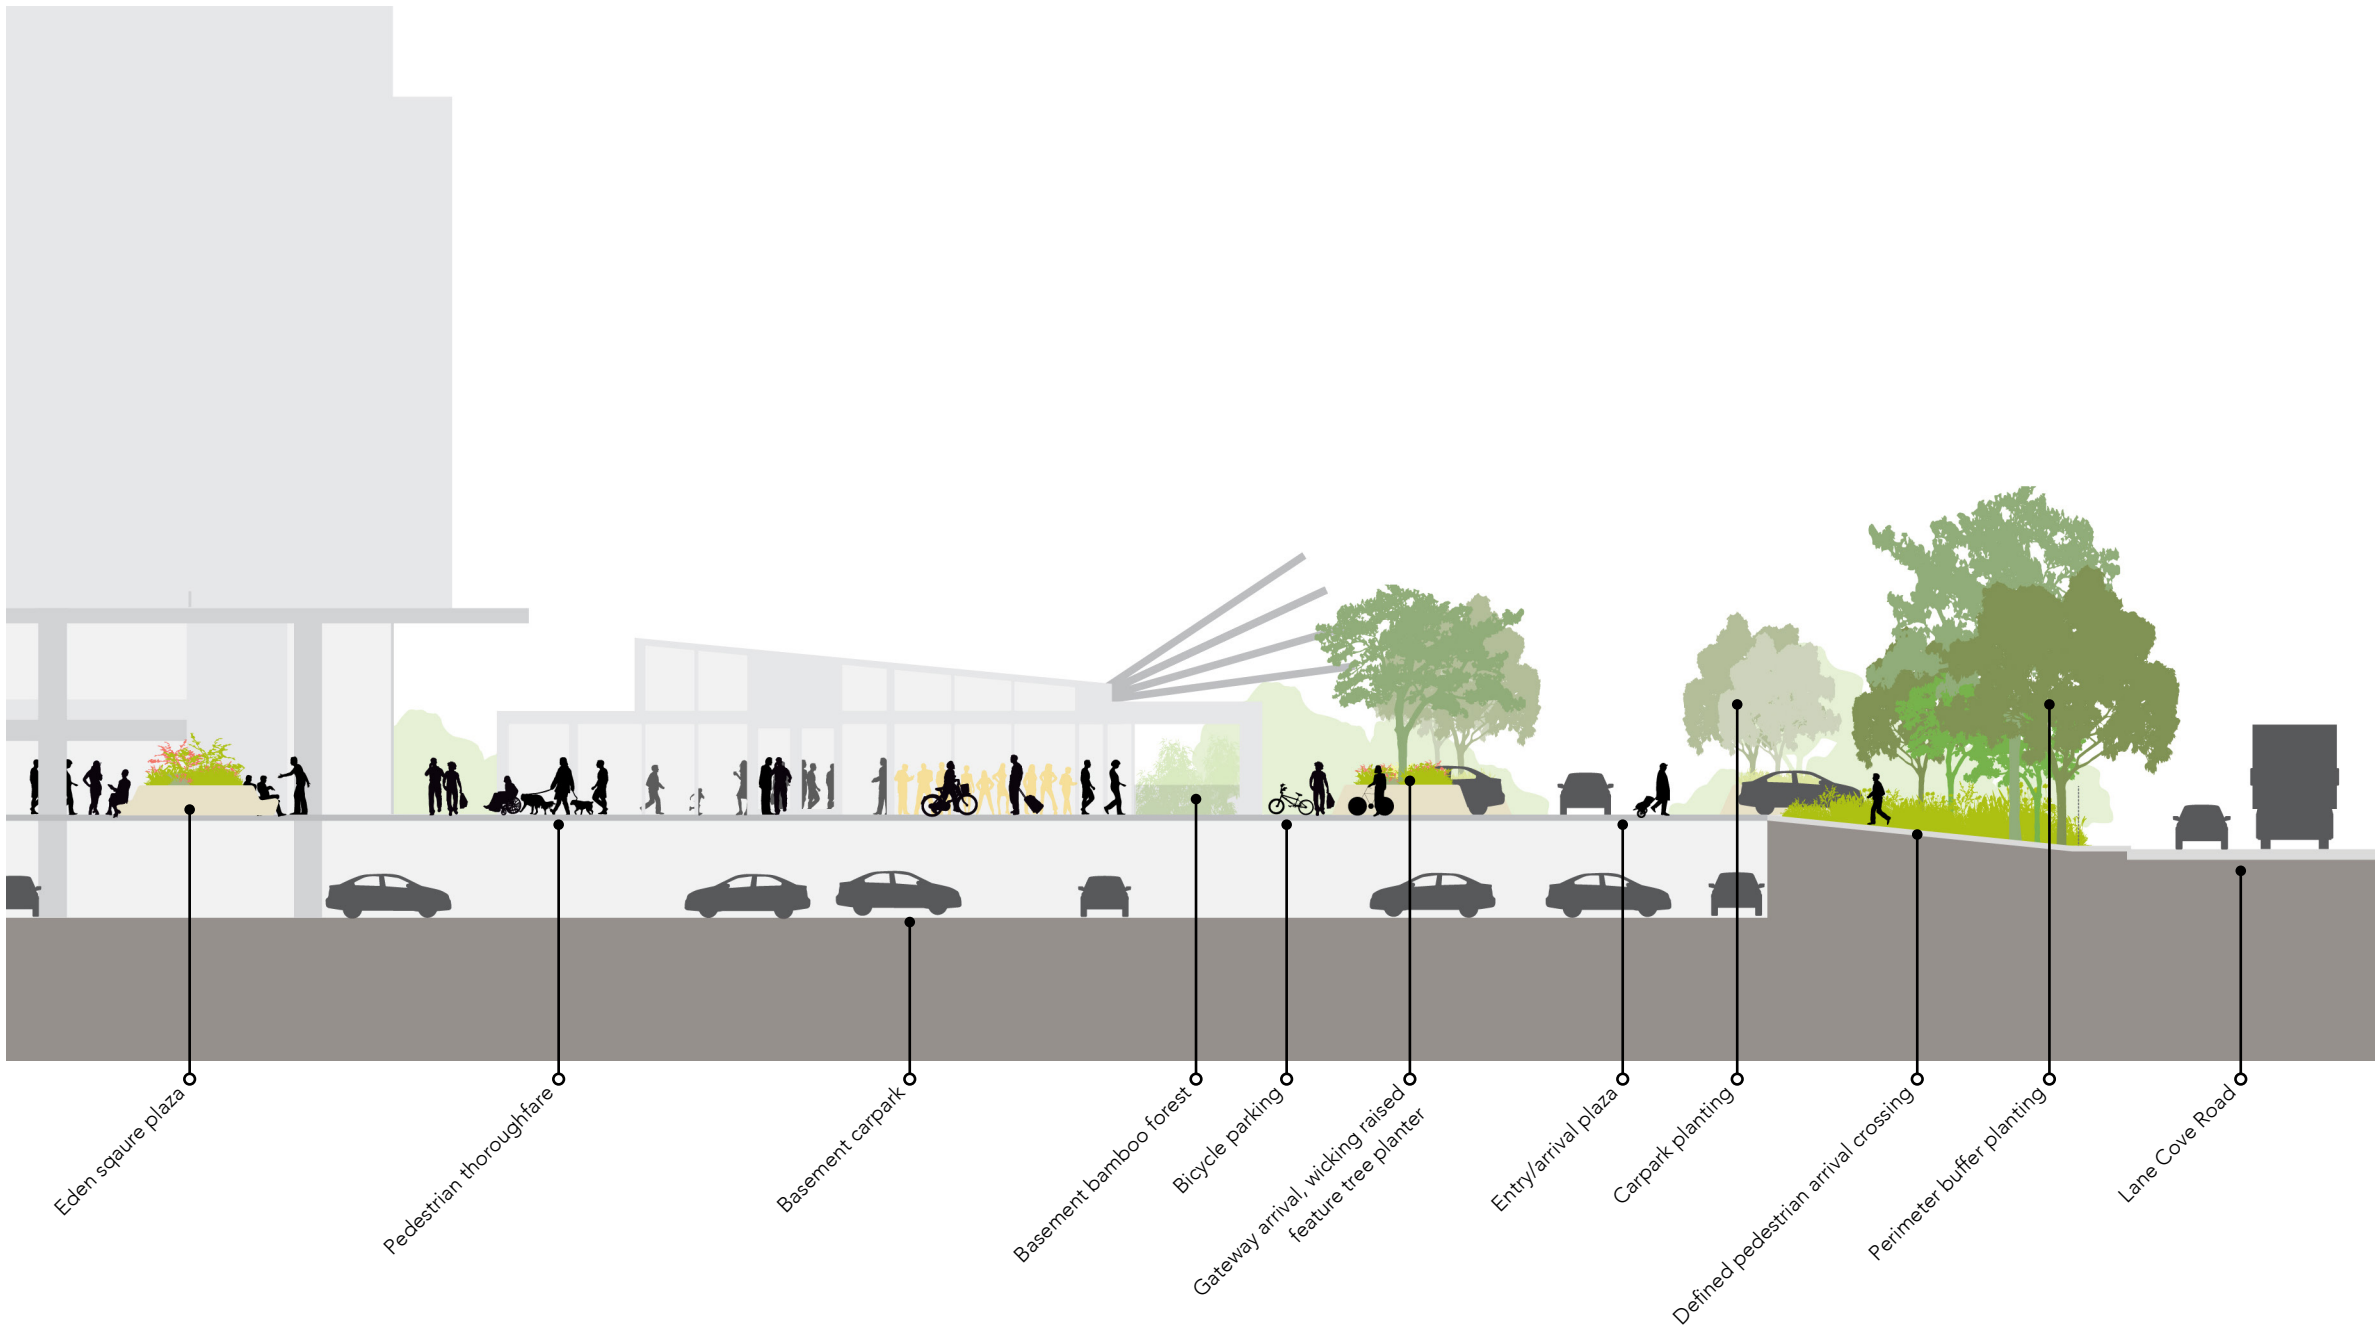 Eden sqaure plaza
Pedestrian thoroughfare
Basement carpark
Basement bamboo forest
Bicycle parking
Gateway arrival, wicking raised
feature tree planter
Entry/arrival plaza
Carpark planting
Defined pedestrian arrival crossing
Perimeter buffer planting
Lane Cove Road